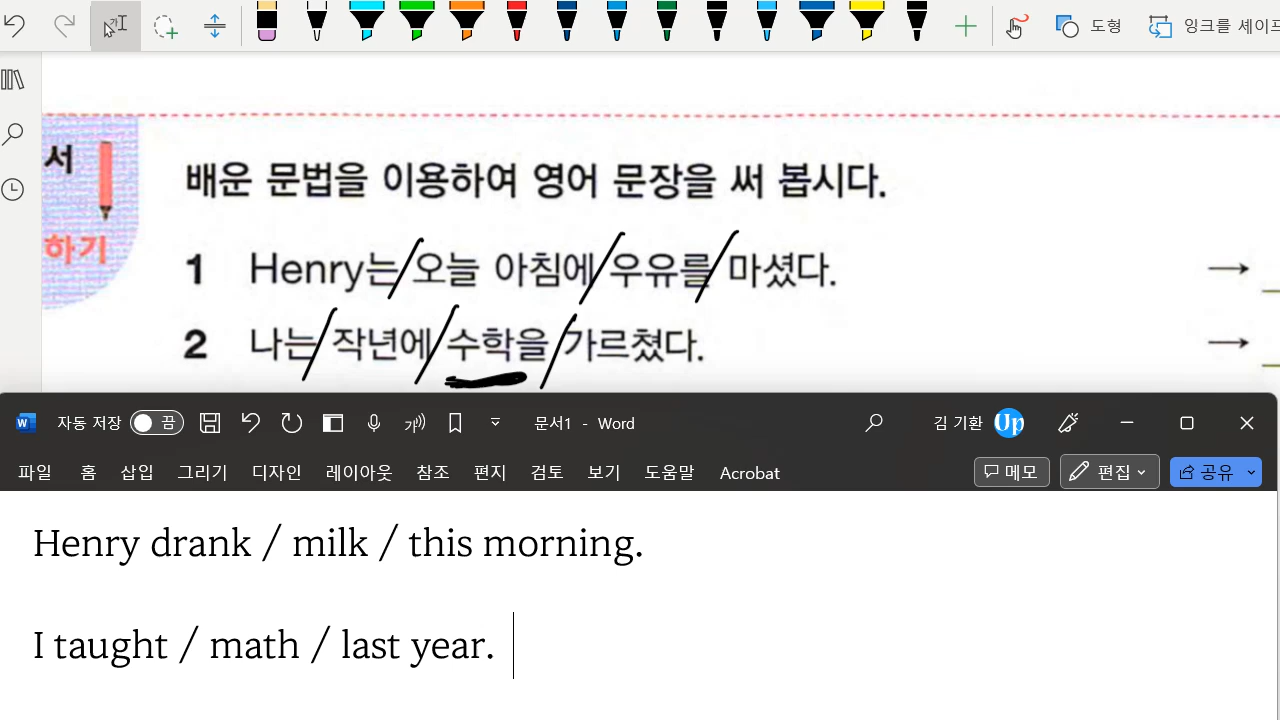 도형
잉크를 셰이프
서
하기
배운 문법을 이용하여 영어 문장을 써 봅시다.
1 Henry는/오늘 아침에/우유를/마셨다. →
2 나는/작년에/수학을/가르쳤다. →
자동 저장 끔 가")) 문서1 - Word 김 기환 Up
파일 홈 삽입 그리기 디자인 레이아웃 참조 편지 검토 보기 도움말 Acrobat 메모 편집 공유
Henry drank / milk / this morning.
I taught / math / last year.